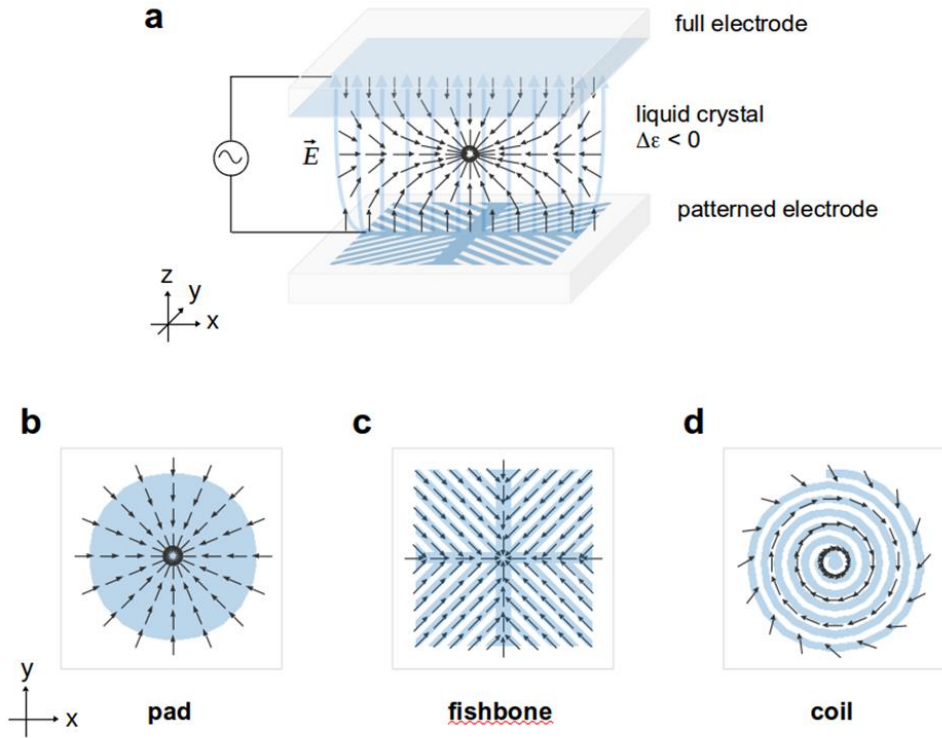 a
full electrode
liquid crystal
Δε < 0
E
patterned electrode
z
y
x
b
c
d
y
x
pad
fishbone
coil